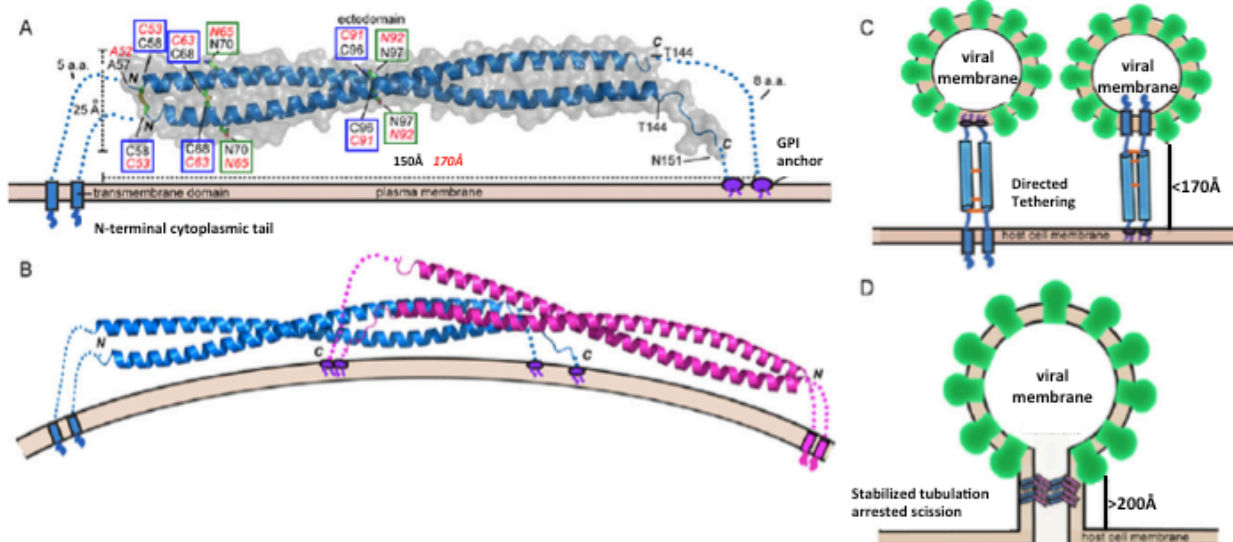 A
ectodomain
C53
C58
C63
C68
N65
N70
C91
C96
N92
N97
C
T144
A52
A57
N
5 a.a.
8 a.a.
25 Å
N
T144
C58
C53
C68
C63
N70
N65
C96
C91
N97
N92
C
N151
150Å 170Å
GPI
anchor
transmembrane domain
plasma membrane
N-terminal cytoplasmic tail
B
N
C
C
N
C
viral
membrane
viral
membrane
Directed
Tethering
<170Å
host cell membrane
D
viral
membrane
Stabilized tubulation
arrested scission
>200Å
host cell membrane